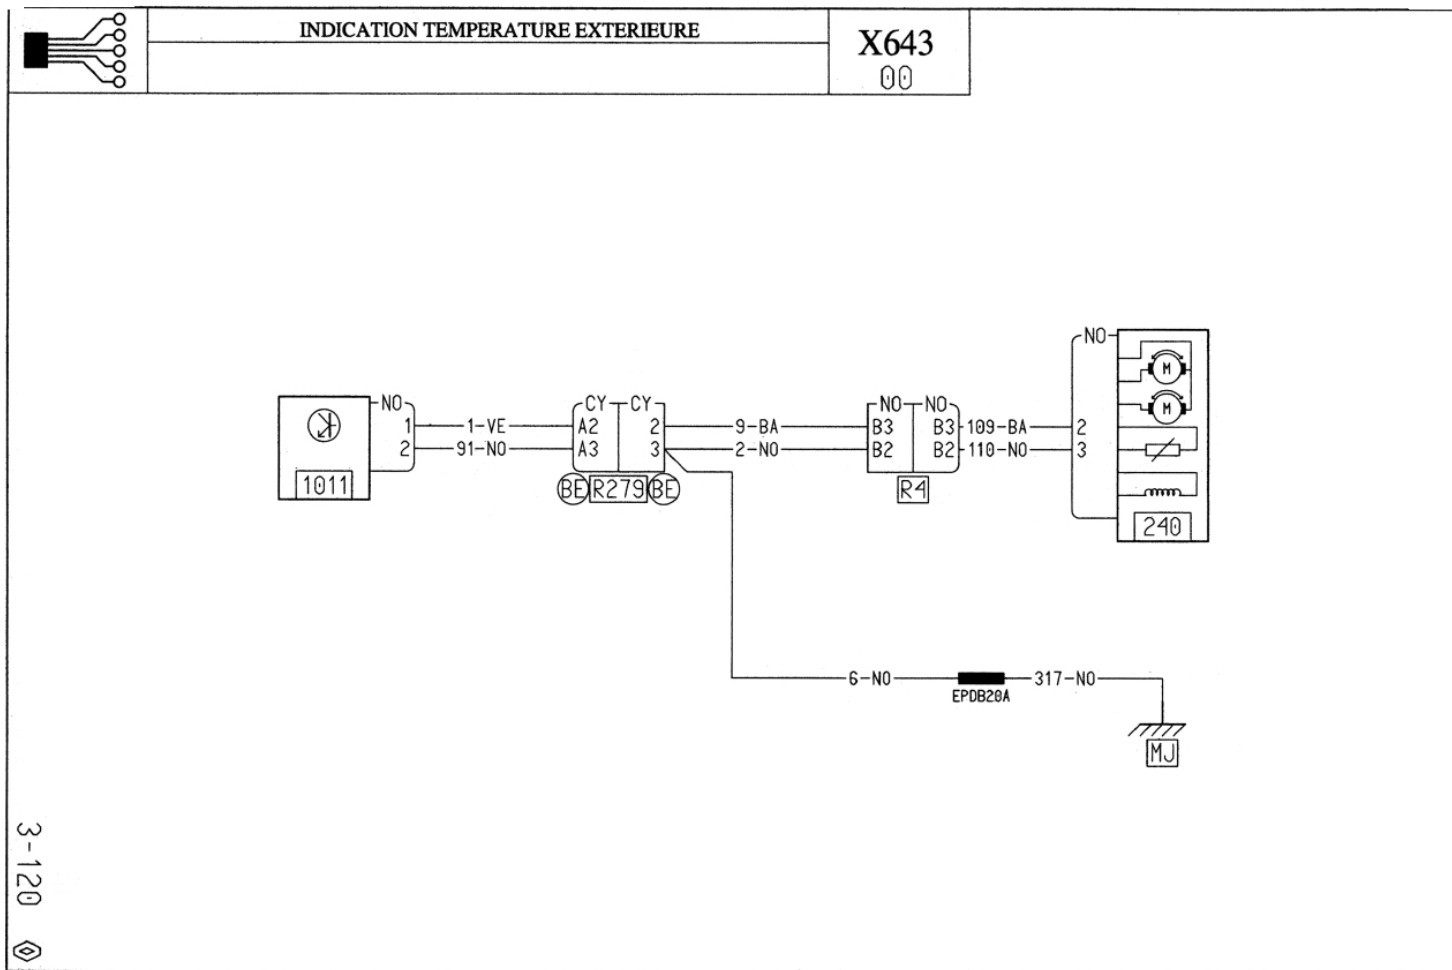 INDICATION TEMPERATURE EXTERIEURE
X643
00
NO
M
M
NO CY CY NO NO
1 1-VE A2 2 9-BA B3 B3 109-BA 2
2 91-NO A3 3 2-NO B2 B2 110-NO 3
1011 BE R279 BE R4
240
6-NO 317-NO
EPDB20A
MJ
3-120